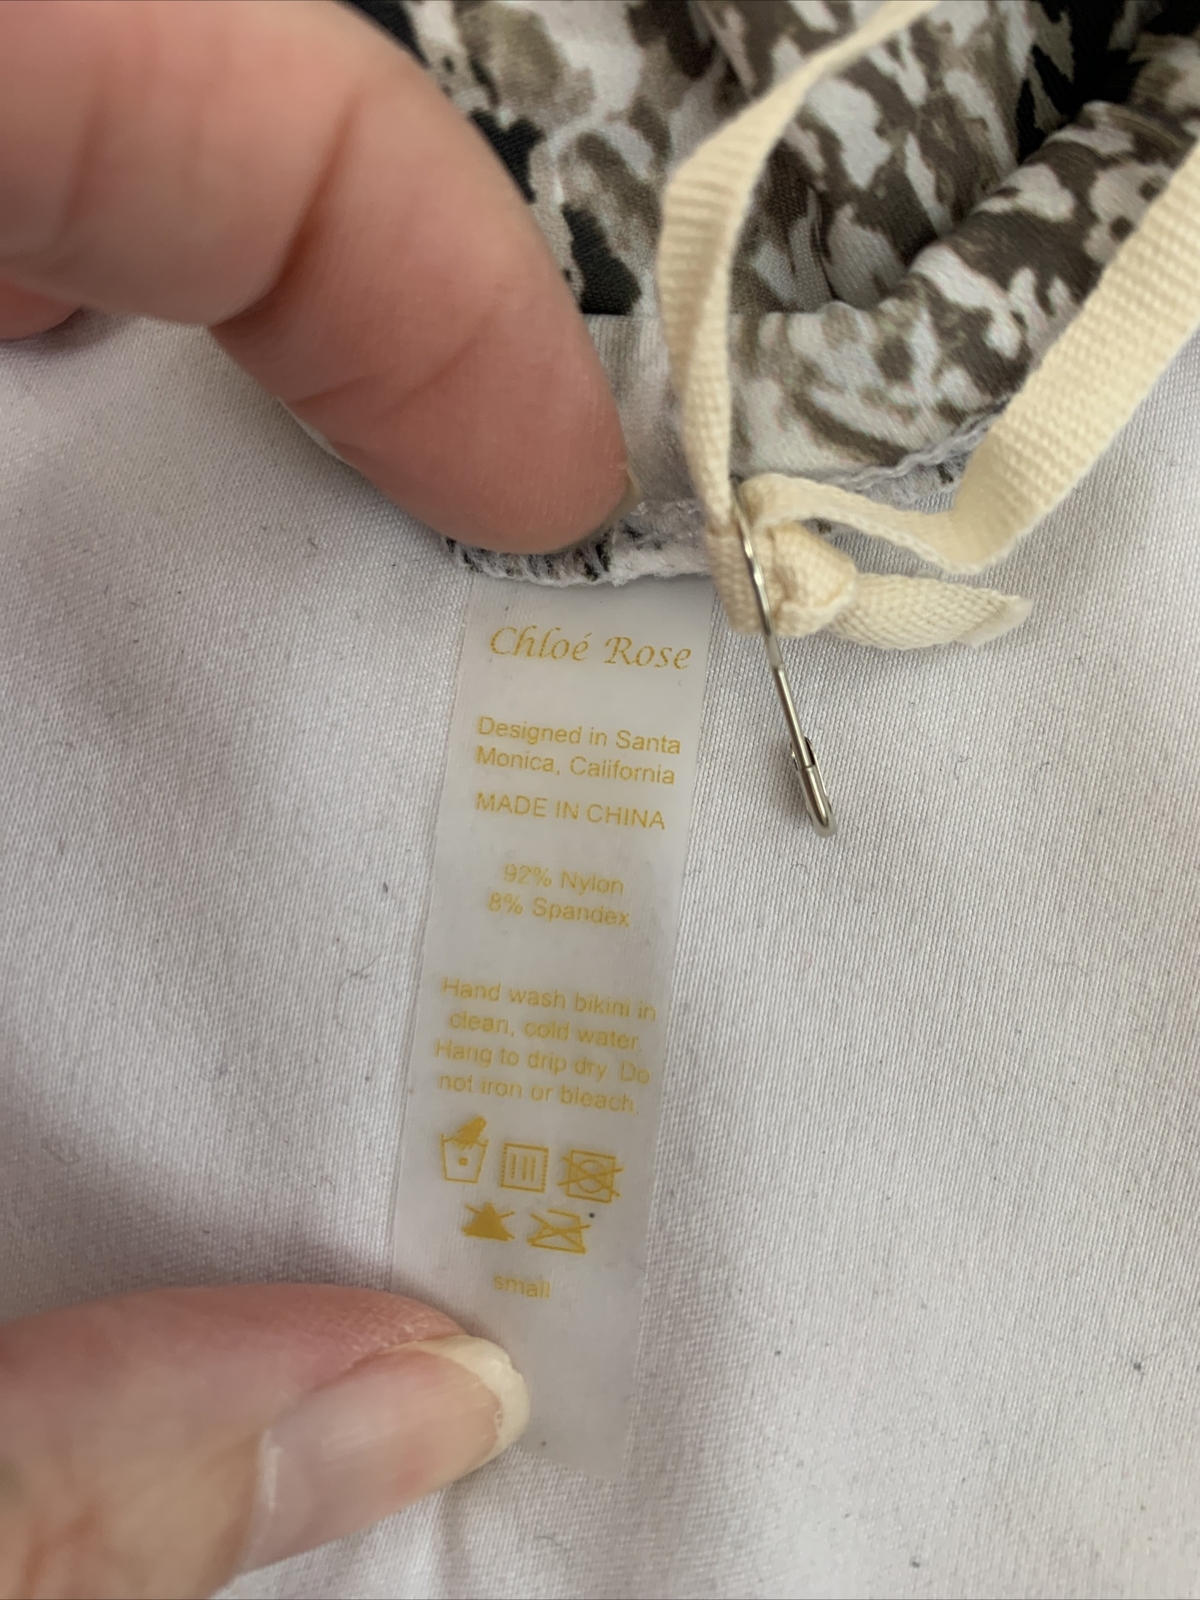 Chloé Rose
Designed in Santa
Monica, California
MADE IN CHINA
92% Nylon
8% Spandex
Hand wash bikini in
clean, cold water.
Hang to drip dry. Do
not iron or bleach.
small